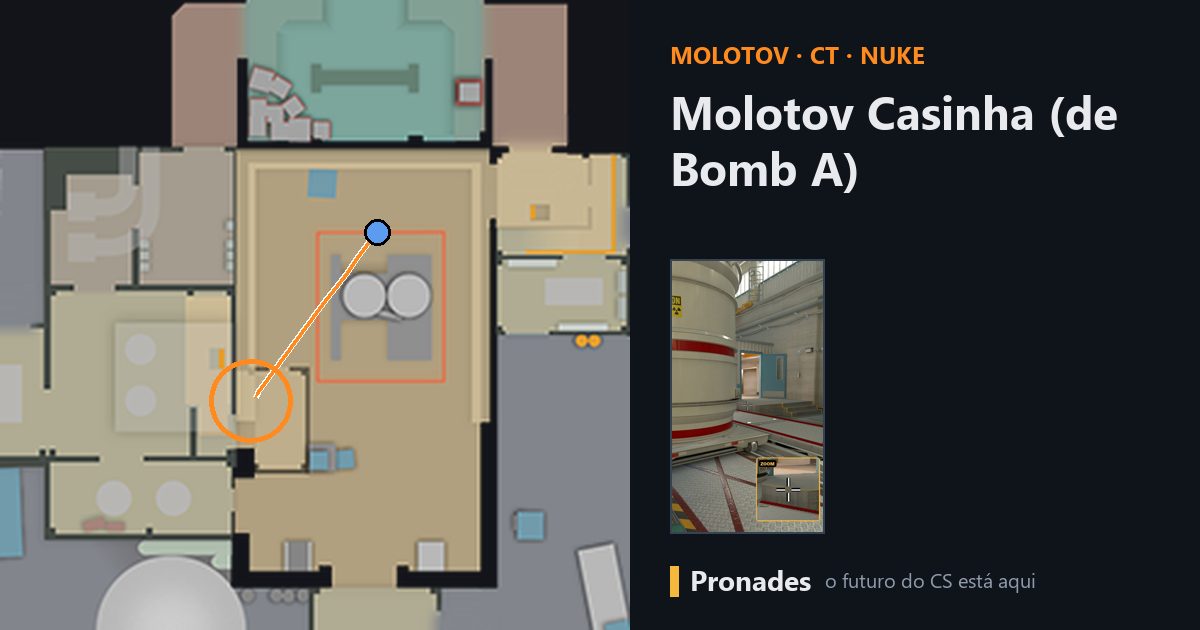 MOLOTOV · CT · NUKE
Molotov Casinha (de
Bomb A)
ZOOM
Pronades o futuro do CS está aqui